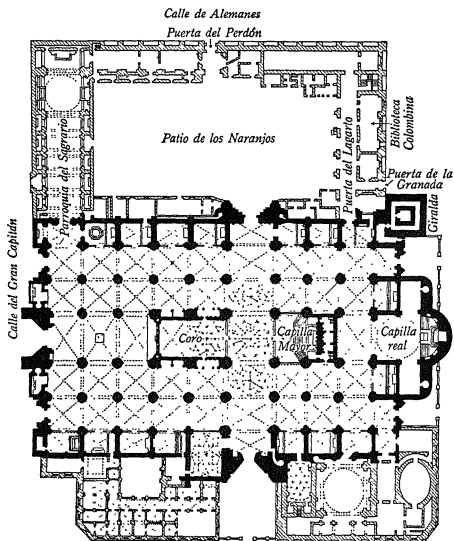 Calle de Alemanes
Puerta del Perdón
Patio de los Naranjos
Parroquia del Sagrario
Puerta del Lagarto
Biblioteca
Colombina
Puerta de la
Granada
Giralda
Calle del Gran Capitán
Coro
Capilla
Mayor
Capilla
real